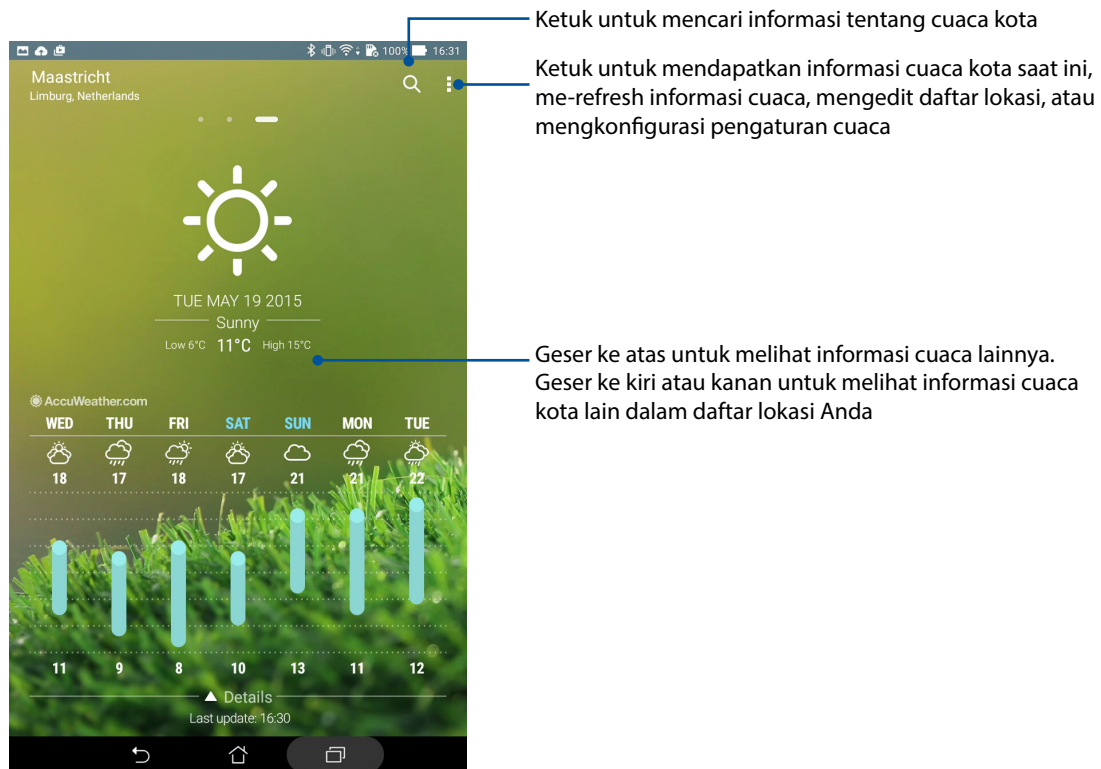 Ketuk untuk mencari informasi tentang cuaca kota
100% 16:31
Maastricht
Limburg, Netherlands
Ketuk untuk mendapatkan informasi cuaca kota saat ini,
me-refresh informasi cuaca, mengedit daftar lokasi, atau
mengkonfigurasi pengaturan cuaca
TUE MAY 19 2015
Sunny
Low 6°C 11°C High 15°C
Geser ke atas untuk melihat informasi cuaca lainnya.
Geser ke kiri atau kanan untuk melihat informasi cuaca
kota lain dalam daftar lokasi Anda
AccuWeather.com
WED THU FRI SAT SUN MON TUE
18 17 18 17 21 21 22
11 9 8 10 13 11 12
Details
Last update: 16:30